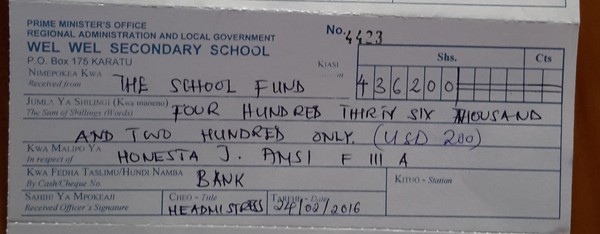 PRIME MINISTER'S OFFICE
REGIONAL ADMINISTRATION AND LOCAL GOVERNMENT
WEL WEL SECONDARY SCHOOL
P.O. Box 175 KARATU
No. 4423
KIASI
Shs. Cts
436200
NIMEPOKEA KWA
Received from THE SCHOOL FUND
JUMLA YA SHILINGI (Kwa maneno)
The Sum of Shillings (Words) FOUR HUNDRED THIRTY SIX THOUSAND
AND TWO HUNDRED ONLY. (USD 200)
KWA MALIPO YA
In respect of HONESTA J. AMSI F III A
KWA FEDHA TASLIMU/HUNDI NAMBA
By Cash/Cheque No. BANK
KITUO - Station
SAHIHI YA MPOKEAJI
Received Officer's Signature
CHEO - Title
HEADMISTRESS
TAREHE - Date
24/02/2016